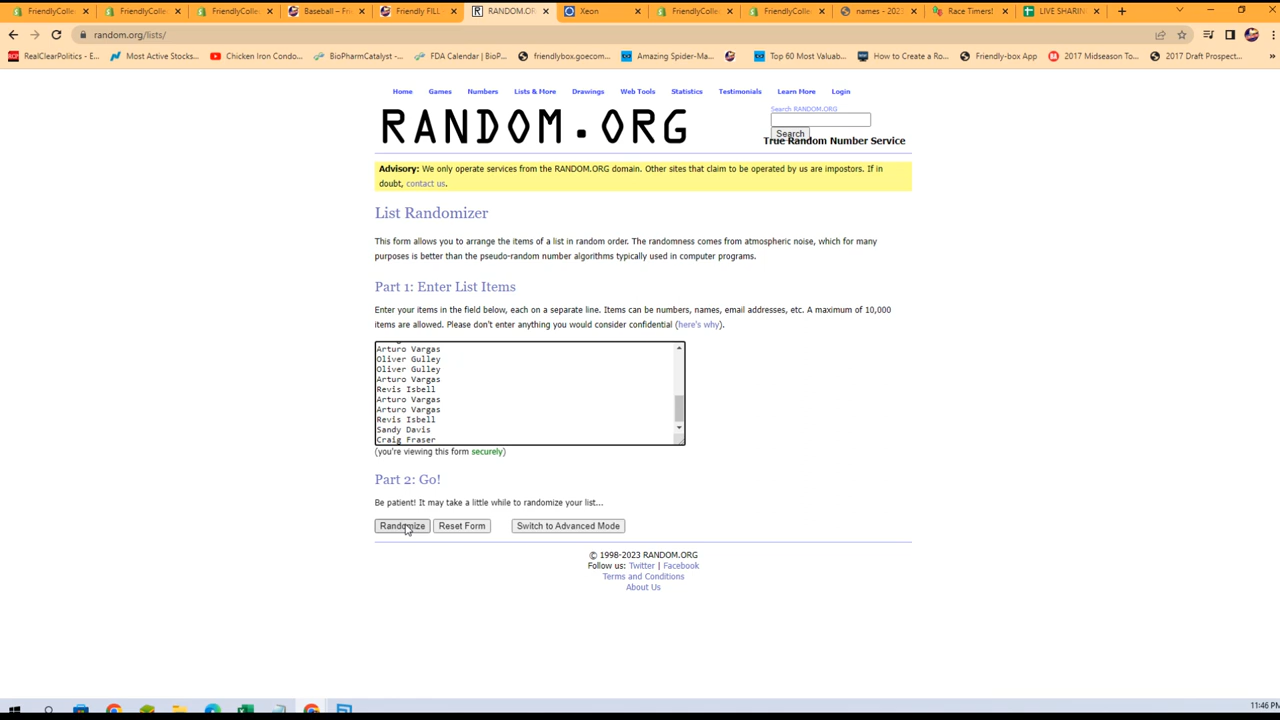 FriendlyColle
FriendlyColle
FriendlyColle
Baseball – Fri
Friendly FILL
RANDOM.OR
Xeon
FriendlyColle
FriendlyColle
names - 2023
Race Timers!
LIVE SHARIN
random.org/lists/
RealClearPolitics - E...
Most Active Stocks...
Chicken Iron Condo...
BioPharmCatalyst -...
FDA Calendar | BioP...
friendlybox.goecom...
Amazing Spider-Ma...
Top 60 Most Valuab...
How to Create a Ro...
Friendly-box App
2017 Midseason To...
2017 Draft Prospect...
Home Games Numbers Lists & More Drawings Web Tools Statistics Testimonials Learn More Login
RANDOM.ORG
Search RANDOM.ORG
Search
True Random Number Service
Advisory: We only operate services from the RANDOM.ORG domain. Other sites that claim to be operated by us are impostors. If in
doubt, contact us.
List Randomizer
This form allows you to arrange the items of a list in random order. The randomness comes from atmospheric noise, which for many
purposes is better than the pseudo-random number algorithms typically used in computer programs.
Part 1: Enter List Items
Enter your items in the field below, each on a separate line. Items can be numbers, names, email addresses, etc. A maximum of 10,000
items are allowed. Please don't enter anything you would consider confidential (here's why).
Arturo Vargas
Oliver Gulley
Oliver Gulley
Arturo Vargas
Revis Isbell
Arturo Vargas
Arturo Vargas
Revis Isbell
Sandy Davis
Craig Fraser
(you're viewing this form securely)
Part 2: Go!
Be patient! It may take a little while to randomize your list...
Randomize Reset Form Switch to Advanced Mode
© 1998-2023 RANDOM.ORG
Follow us: Twitter | Facebook
Terms and Conditions
About Us
11:46 PM